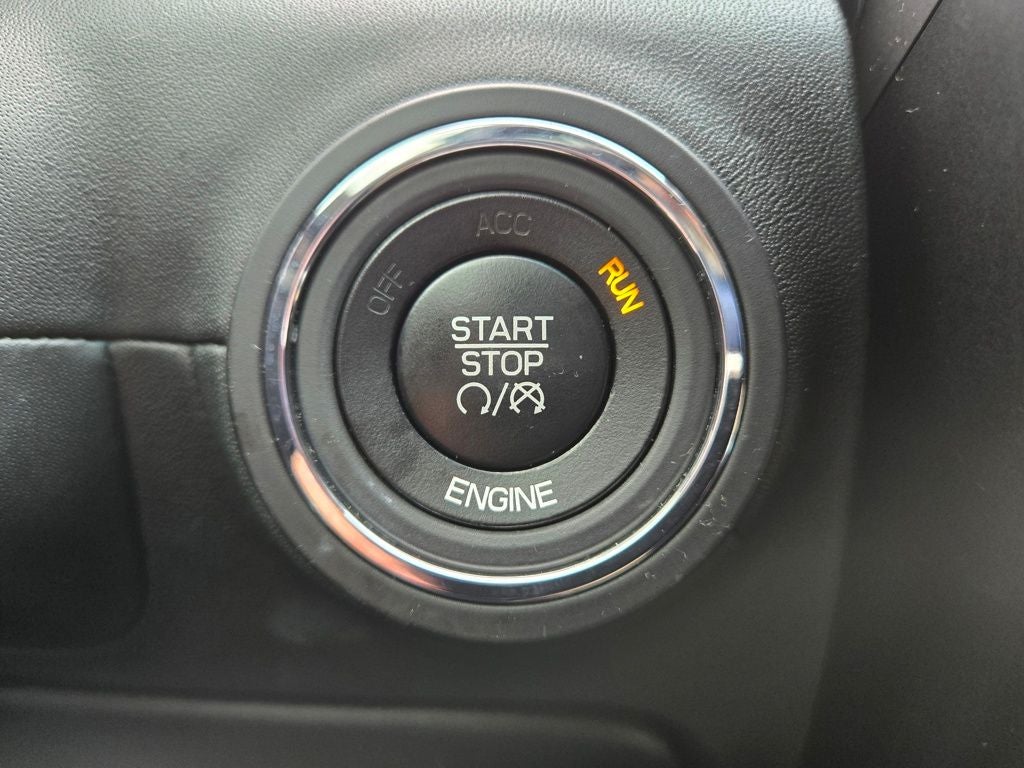 ACC
OFF
RUN
START
STOP
/
ENGINE